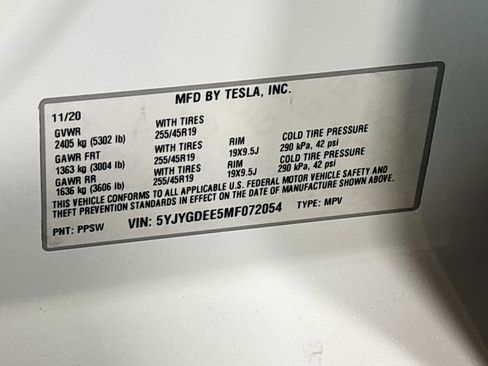 MFD BY TESLA, INC.
11/20
GVWR WITH TIRES
2405 kg (5302 lb) 255/45R19
GAWR FRT WITH TIRES RIM COLD TIRE PRESSURE
1363 kg (3004 lb) 255/45R19 19X9.5J 290 kPa, 42 psi
GAWR RR WITH TIRES RIM COLD TIRE PRESSURE
1636 kg (3606 lb) 255/45R19 19X9.5J 290 kPa, 42 psi
THIS VEHICLE CONFORMS TO ALL APPLICABLE U.S. FEDERAL MOTOR VEHICLE SAFETY AND
THEFT PREVENTION STANDARDS IN EFFECT ON THE DATE OF MANUFACTURE SHOWN ABOVE.
PNT: PPSW VIN: 5YJYGDEE5MF072054 TYPE: MPV